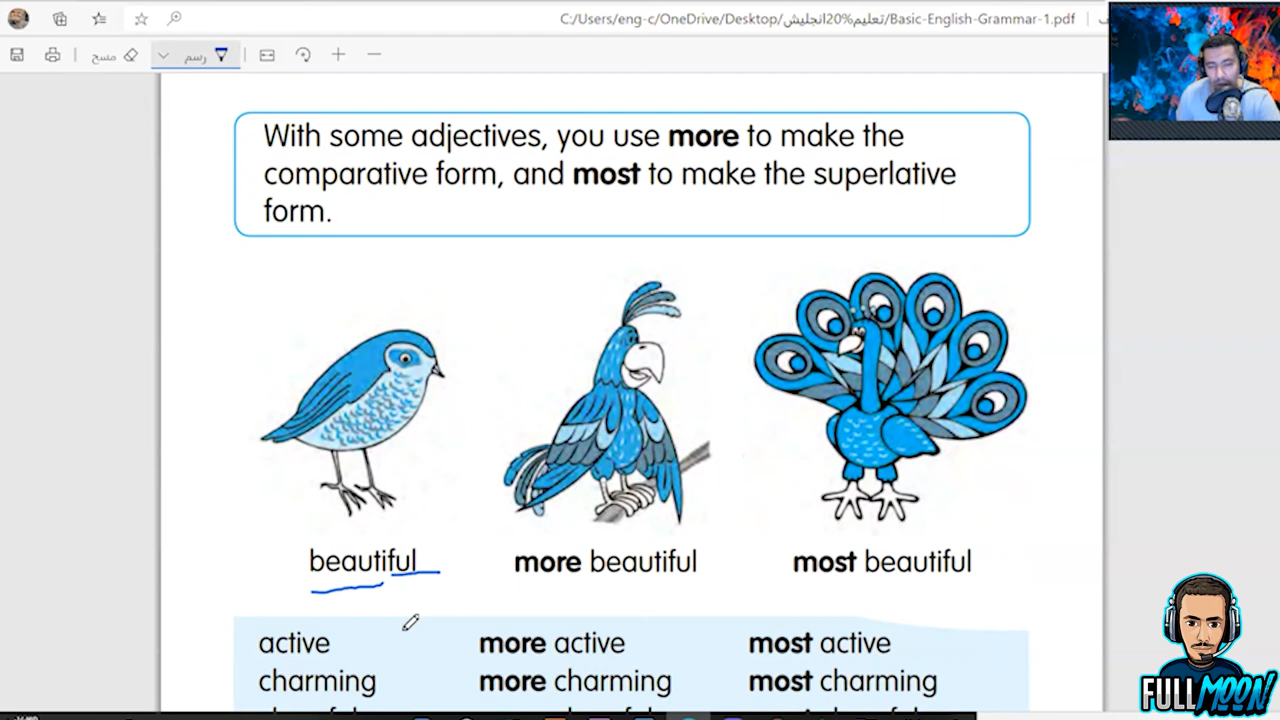 C:/Users/eng-c/OneDrive/Desktop/تعليم%20انجليش/Basic-English-Grammar-1.pdf
مسح
رسم
With some adjectives, you use more to make the
comparative form, and most to make the superlative
form.
beautiful more beautiful most beautiful
active more active most active
charming more charming most charming
FULLMOON